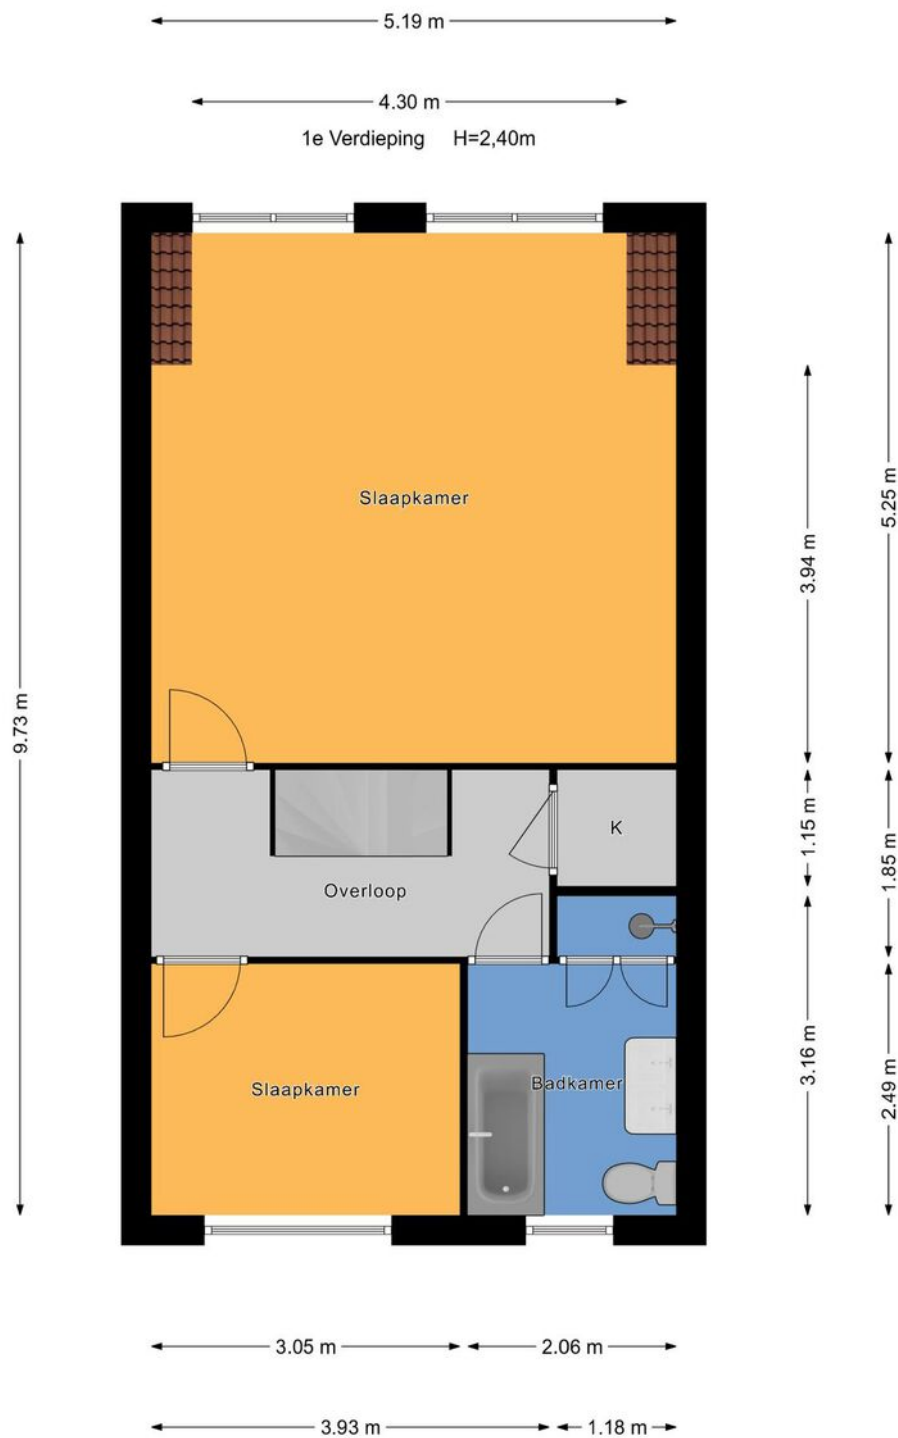 5.19 m
4.30 m
1e Verdieping H=2,40m
Slaapkamer
5.25 m
3.94 m
9.73 m
K
1.15 m
1.85 m
Overloop
3.16 m
2.49 m
Badkamer
Slaapkamer
3.05 m
2.06 m
3.93 m
1.18 m